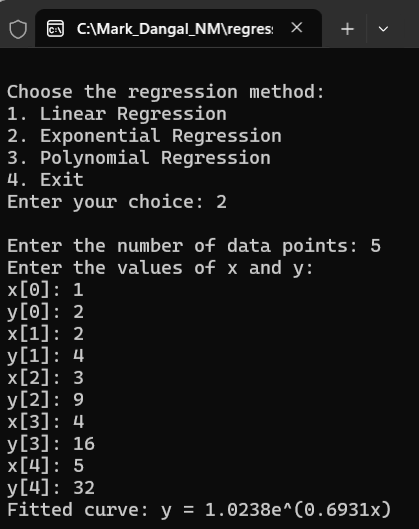 C:\Mark_Dangal_NM\regres:
Choose the regression method:
1. Linear Regression
2. Exponential Regression
3. Polynomial Regression
4. Exit
Enter your choice: 2
Enter the number of data points: 5
Enter the values of x and y:
x[0]: 1
y[0]: 2
x[1]: 2
y[1]: 4
x[2]: 3
y[2]: 9
x[3]: 4
y[3]: 16
x[4]: 5
y[4]: 32
Fitted curve: y = 1.0238e^(0.6931x)